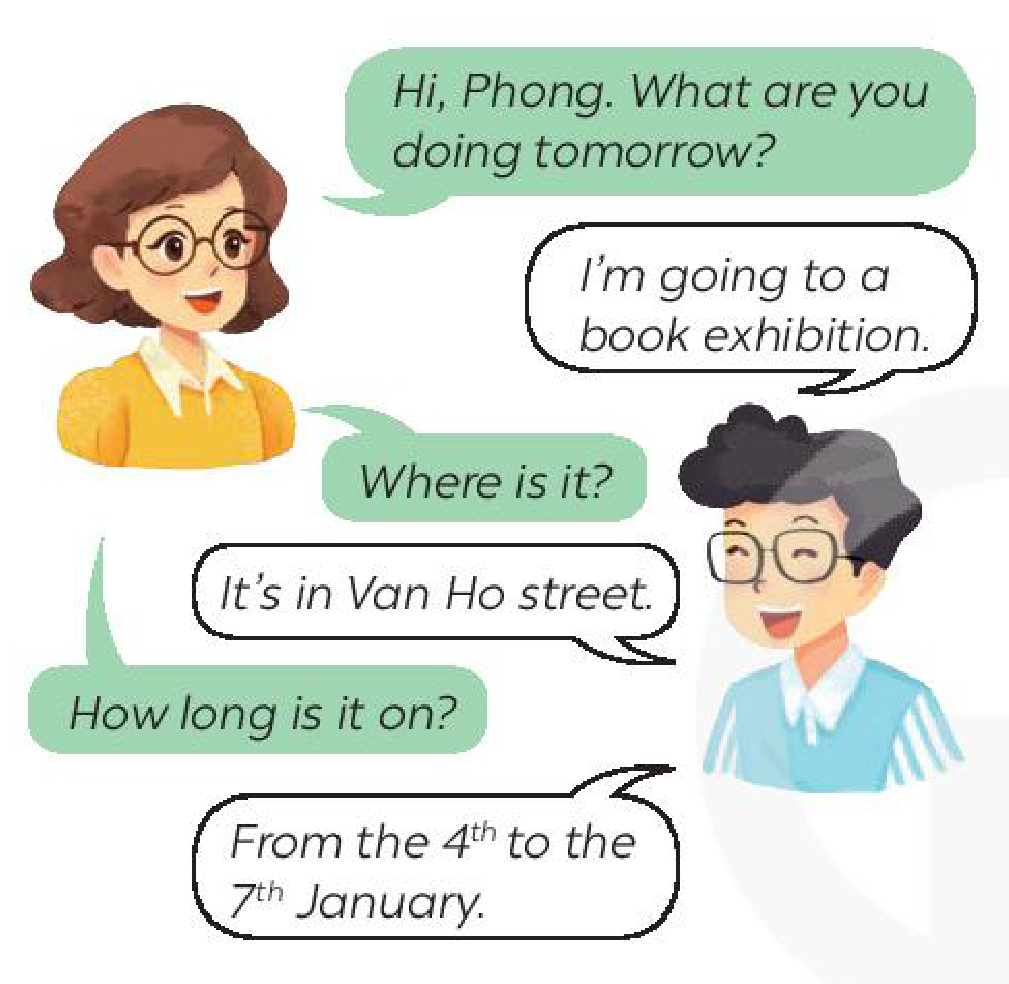 Hi, Phong. What are you
doing tomorrow?
I'm going to a
book exhibition.
Where is it?
It's in Van Ho street.
How long is it on?
From the 4th to the
7th January.